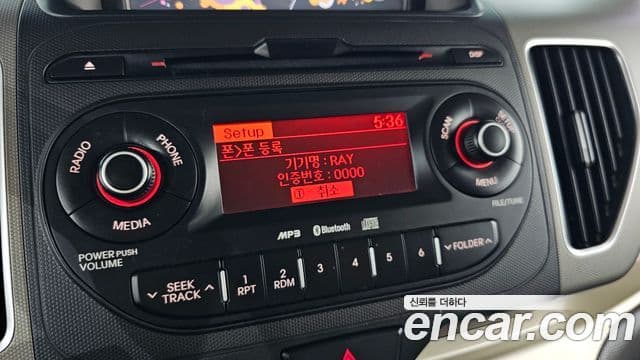 DISP
Setup 5:36
폰>폰 등록
기기명 : RAY
인증번호 : 0000
① 취소
RADIO
PHONE
MEDIA
SCAN
SETUP
MENU
FILE/TUNE
POWER PUSH
VOLUME
MP3 Bluetooth
SEEK
TRACK
1
RPT
2
RDM
3
4
5
6
FOLDER
신뢰를 더하다
encar.com